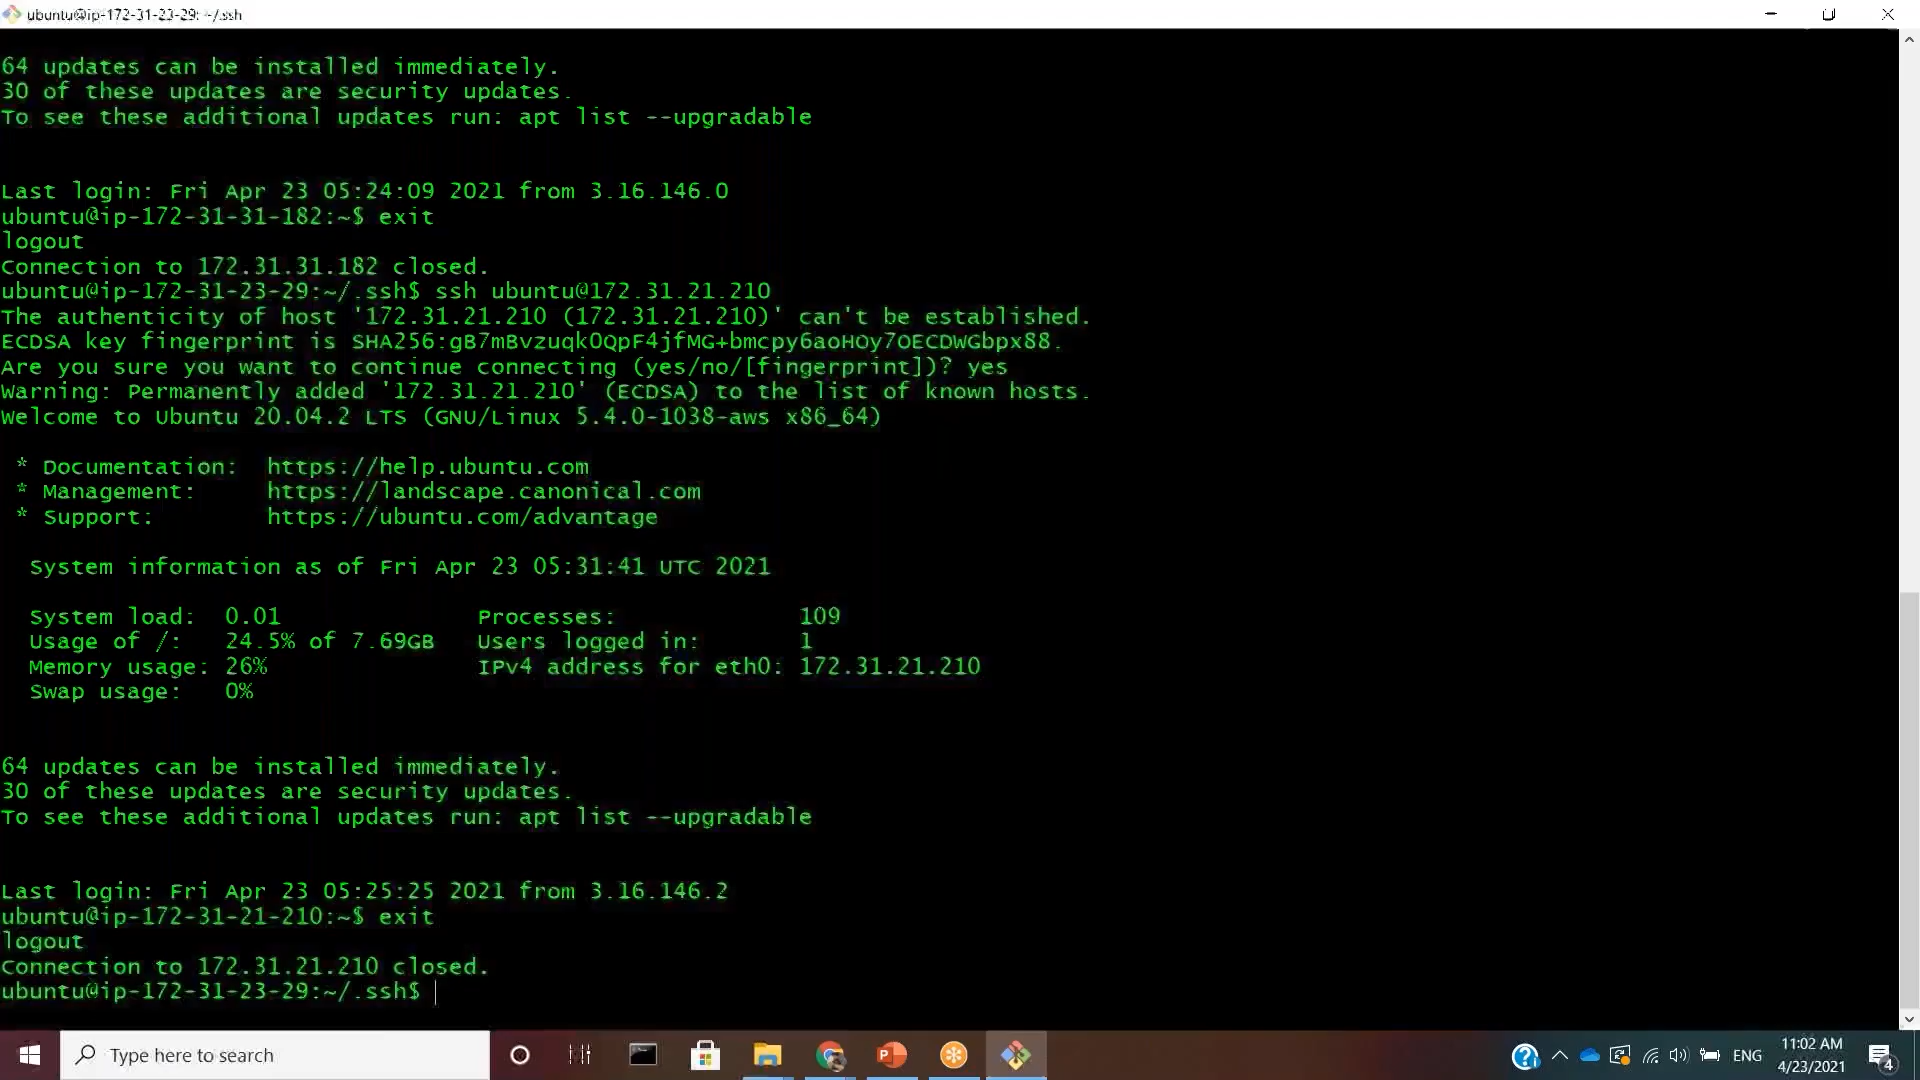 ubuntu@ip-172-31-23-29: ~/.ssh
64 updates can be installed immediately.
30 of these updates are security updates.
To see these additional updates run: apt list --upgradable
Last login: Fri Apr 23 05:24:09 2021 from 3.16.146.0
ubuntu@ip-172-31-31-182:~$ exit
logout
Connection to 172.31.31.182 closed.
ubuntu@ip-172-31-23-29:~/.ssh$ ssh ubuntu@172.31.21.210
The authenticity of host '172.31.21.210 (172.31.21.210)' can't be established.
ECDSA key fingerprint is SHA256:gB7mBvzuqk0QpF4jfMG+bmcpy6aoHOy7OECDWGbpx88.
Are you sure you want to continue connecting (yes/no/[fingerprint])? yes
Warning: Permanently added '172.31.21.210' (ECDSA) to the list of known hosts.
Welcome to Ubuntu 20.04.2 LTS (GNU/Linux 5.4.0-1038-aws x86_64)
* Documentation: https://help.ubuntu.com
* Management: https://landscape.canonical.com
* Support: https://ubuntu.com/advantage
System information as of Fri Apr 23 05:31:41 UTC 2021
System load: 0.01 Processes: 109
Usage of /: 24.5% of 7.69GB Users logged in: 1
Memory usage: 26% IPv4 address for eth0: 172.31.21.210
Swap usage: 0%
64 updates can be installed immediately.
30 of these updates are security updates.
To see these additional updates run: apt list --upgradable
Last login: Fri Apr 23 05:25:25 2021 from 3.16.146.2
ubuntu@ip-172-31-21-210:~$ exit
logout
Connection to 172.31.21.210 closed.
ubuntu@ip-172-31-23-29:~/.ssh$
Type here to search
ENG
11:02 AM
4/23/2021
4